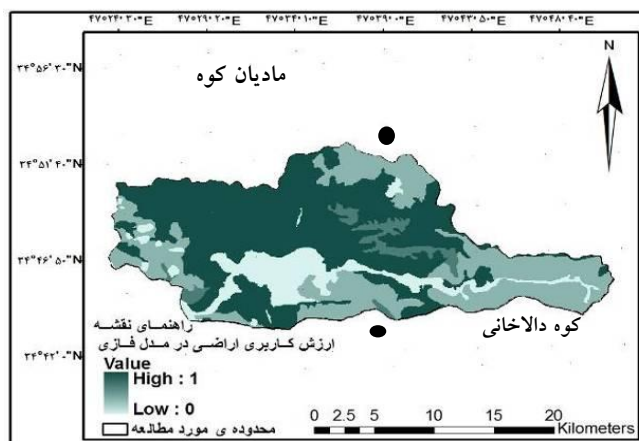 ۴۷°۲۴'۳۰"E ۴۷°۲۹'۲۰"E ۴۷°۳۴'۱۰"E ۴۷°۳۹'۰"E ۴۷°۴۳'۵۰"E ۴۷°۴۸'۴۰"E
N
۳۴°۵۶'۳۰"N
مادیان کوه
۳۴°۵۱'۴۰"N
۳۴°۴۶'۵۰"N
کوه دالاخانی
۳۴°۴۲'۰"N
راهنمای نقشه
ارزش کاربری اراضی در مدل فازی
Value
High : 1
Low : 0
محدوده ی مورد مطالعه
0 2.5 5 10 15 20
Kilometers